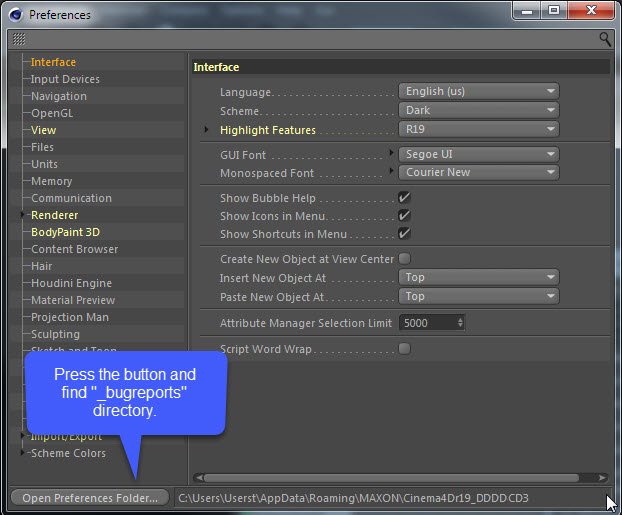 Preferences
Interface
Input Devices
Navigation
OpenGL
View
Files
Units
Memory
Communication
Renderer
BodyPaint 3D
Content Browser
Hair
Houdini Engine
Material Preview
Projection Man
Sculpting
Sketch and Toon
Import/Export
Scheme Colors
Interface
Language English (us)
Scheme Dark
Highlight Features R19
GUI Font Segoe UI
Monospaced Font Courier New
Show Bubble Help
Show Icons in Menu
Show Shortcuts in Menu
Create New Object at View Center
Insert New Object At Top
Paste New Object At Top
Attribute Manager Selection Limit 5000
Script Word Wrap
Press the button and
find "_bugreports"
directory.
Open Preferences Folder... C:\Users\Userst\AppData\Roaming\MAXON\Cinema4Dr19_DDDDCD3